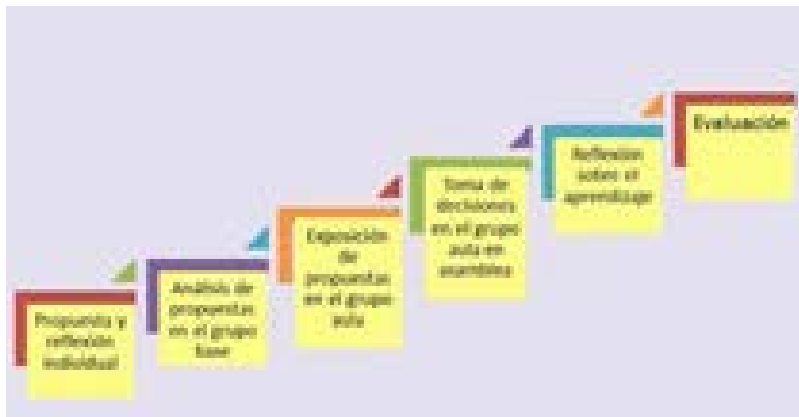 Propuesta y
reflexión
individual
Análisis de
propuestas
en el grupo
base
Exposición
de
propuestas
en el grupo
aula
Toma de
decisiones
en el grupo
aula en
asamblea
Reflexión
sobre el
aprendizaje
Evaluación